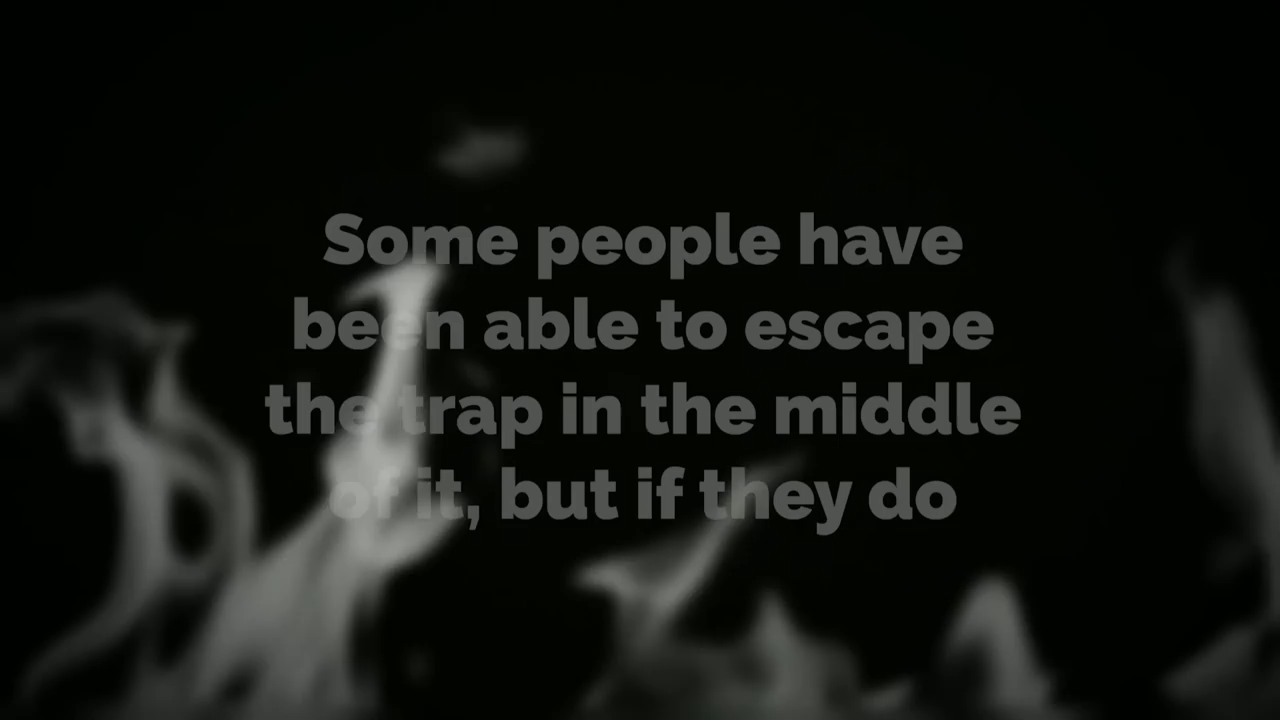 Some people have
been able to escape
the trap in the middle
of it, but if they do